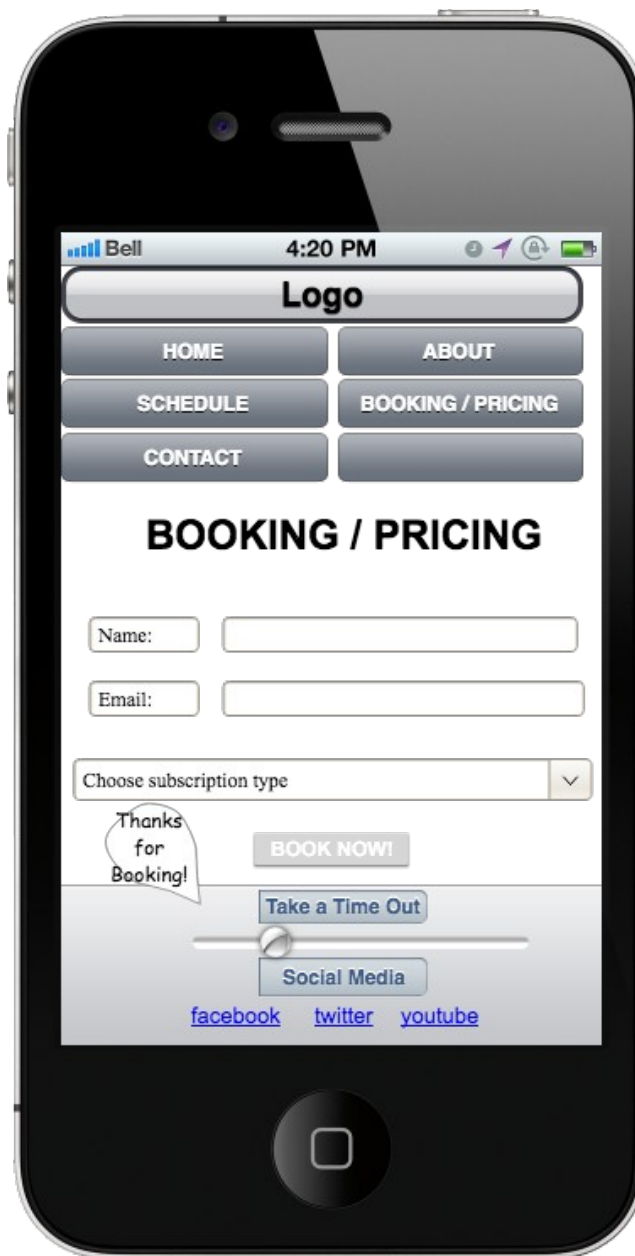 Bell 4:20 PM
Logo
HOME ABOUT
SCHEDULE BOOKING / PRICING
CONTACT
BOOKING / PRICING
Name:
Email:
Choose subscription type
Thanks
for
Booking!
BOOK NOW!
Take a Time Out
Social Media
facebook twitter youtube